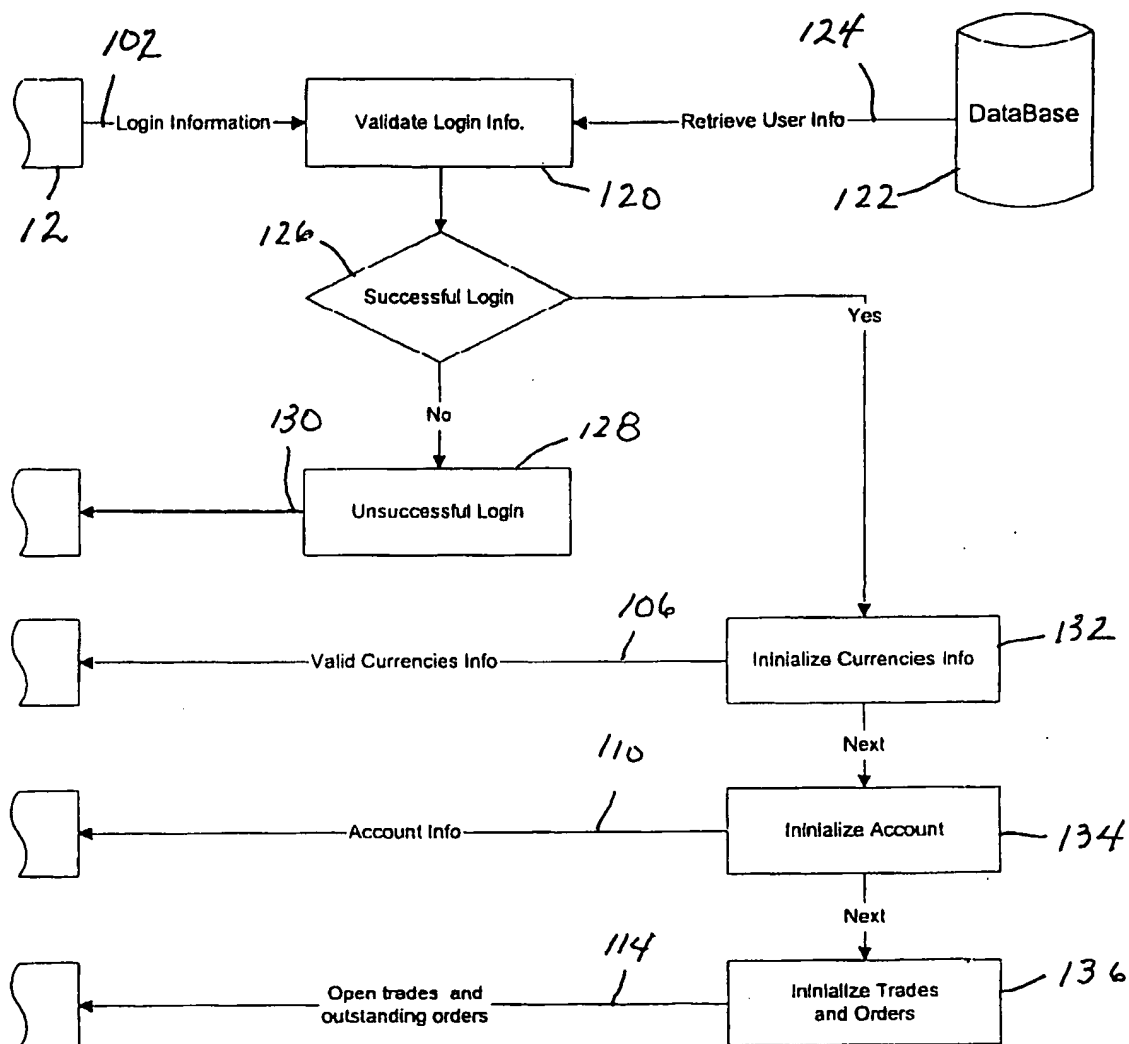 102
124
Login Information
Validate Login Info.
Retrieve User Info
DataBase
12
120
122
126
Successful Login
Yes
No
130
128
Unsuccessful Login
106
132
Valid Currencies Info
Ininialize Currencies Info
Next
110
Account Info
Ininialize Account
134
Next
114
136
Open trades and
outstanding orders
Ininialize Trades
and Orders